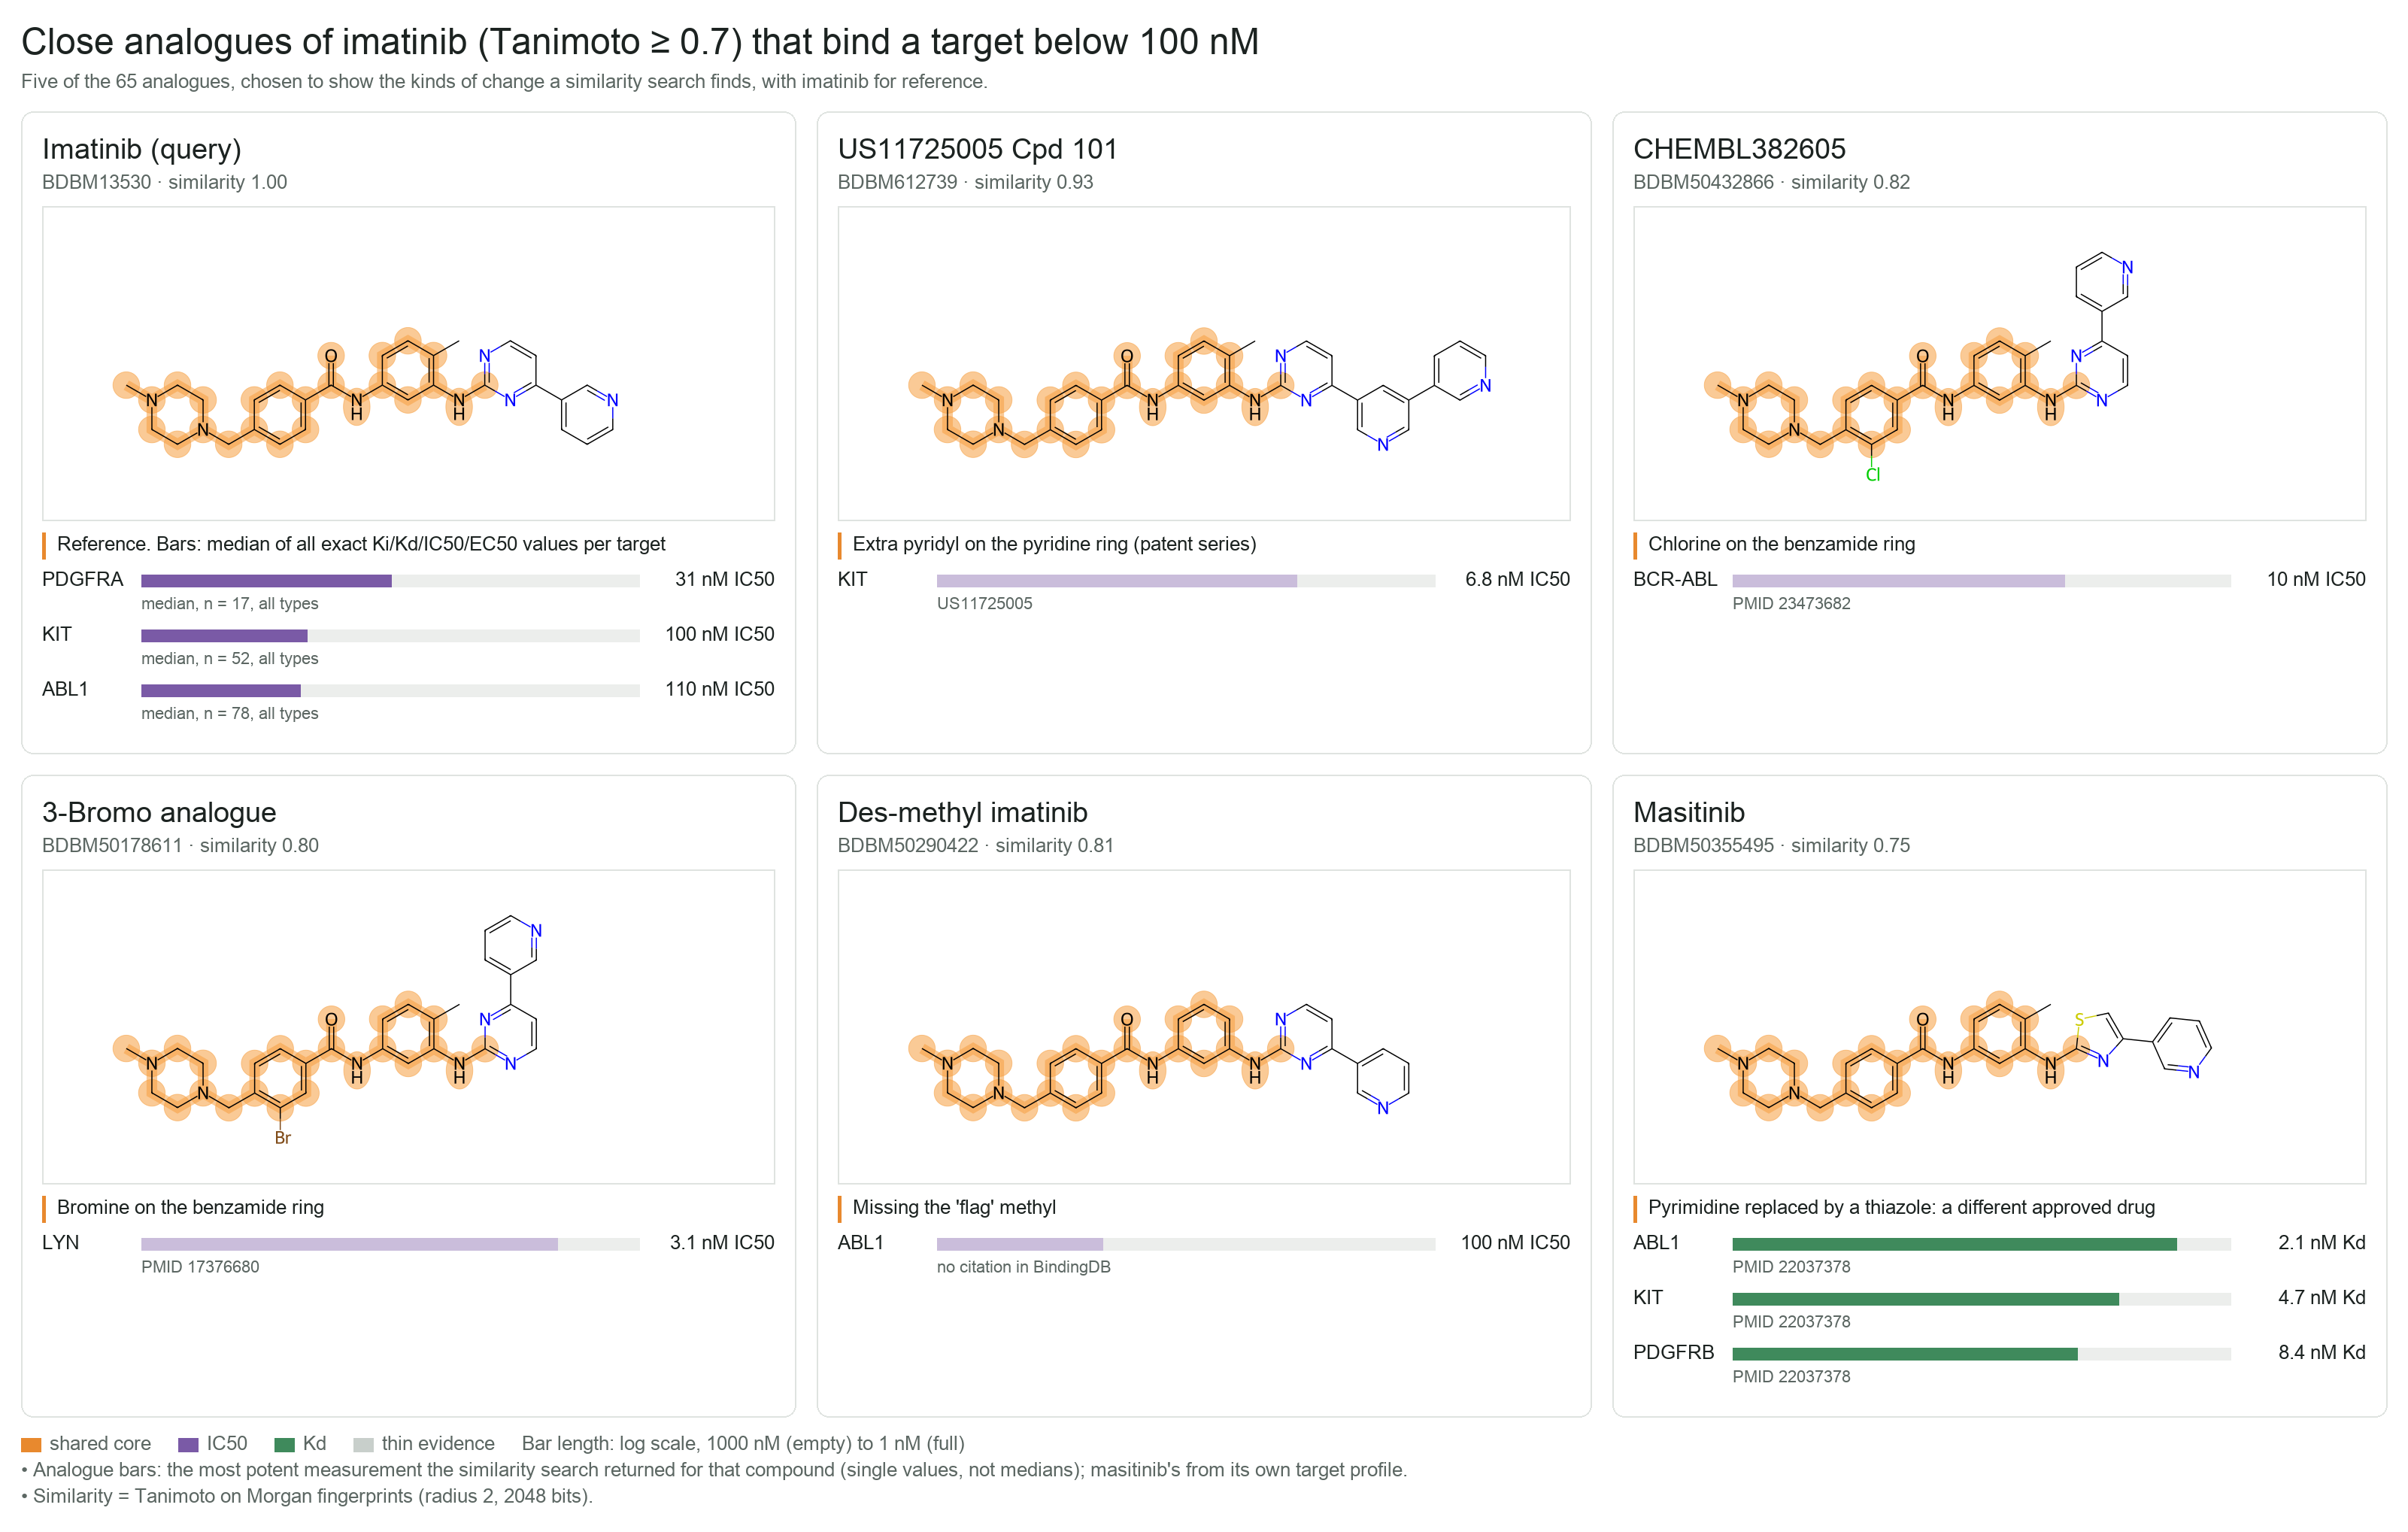 Close analogues of imatinib (Tanimoto ≥ 0.7) that bind a target below 100 nM
Five of the 65 analogues, chosen to show the kinds of change a similarity search finds, with imatinib for reference.
Imatinib (query)
BDBM13530 · similarity 1.00
O
N
N
N
H
N
H
N
N
N
Reference. Bars: median of all exact Ki/Kd/IC50/EC50 values per target
PDGFRA
31 nM IC50
median, n = 17, all types
KIT
100 nM IC50
median, n = 52, all types
ABL1
110 nM IC50
median, n = 78, all types
US11725005 Cpd 101
BDBM612739 · similarity 0.93
O
N
N
N
H
N
H
N
N
N
N
Extra pyridyl on the pyridine ring (patent series)
KIT
6.8 nM IC50
US11725005
CHEMBL382605
BDBM50432866 · similarity 0.82
N
O
N
N
N
H
N
H
N
N
Cl
Chlorine on the benzamide ring
BCR-ABL
10 nM IC50
PMID 23473682
3-Bromo analogue
BDBM50178611 · similarity 0.80
N
O
N
N
N
H
N
H
N
N
Br
Bromine on the benzamide ring
LYN
3.1 nM IC50
PMID 17376680
Des-methyl imatinib
BDBM50290422 · similarity 0.81
O
N
N
N
H
N
H
N
N
N
Missing the 'flag' methyl
ABL1
100 nM IC50
no citation in BindingDB
Masitinib
BDBM50355495 · similarity 0.75
O
S
N
N
N
H
N
H
N
N
Pyrimidine replaced by a thiazole: a different approved drug
ABL1
2.1 nM Kd
PMID 22037378
KIT
4.7 nM Kd
PMID 22037378
PDGFRB
8.4 nM Kd
PMID 22037378
shared core
IC50
Kd
thin evidence
Bar length: log scale, 1000 nM (empty) to 1 nM (full)
• Analogue bars: the most potent measurement the similarity search returned for that compound (single values, not medians); masitinib's from its own target profile.
• Similarity = Tanimoto on Morgan fingerprints (radius 2, 2048 bits).